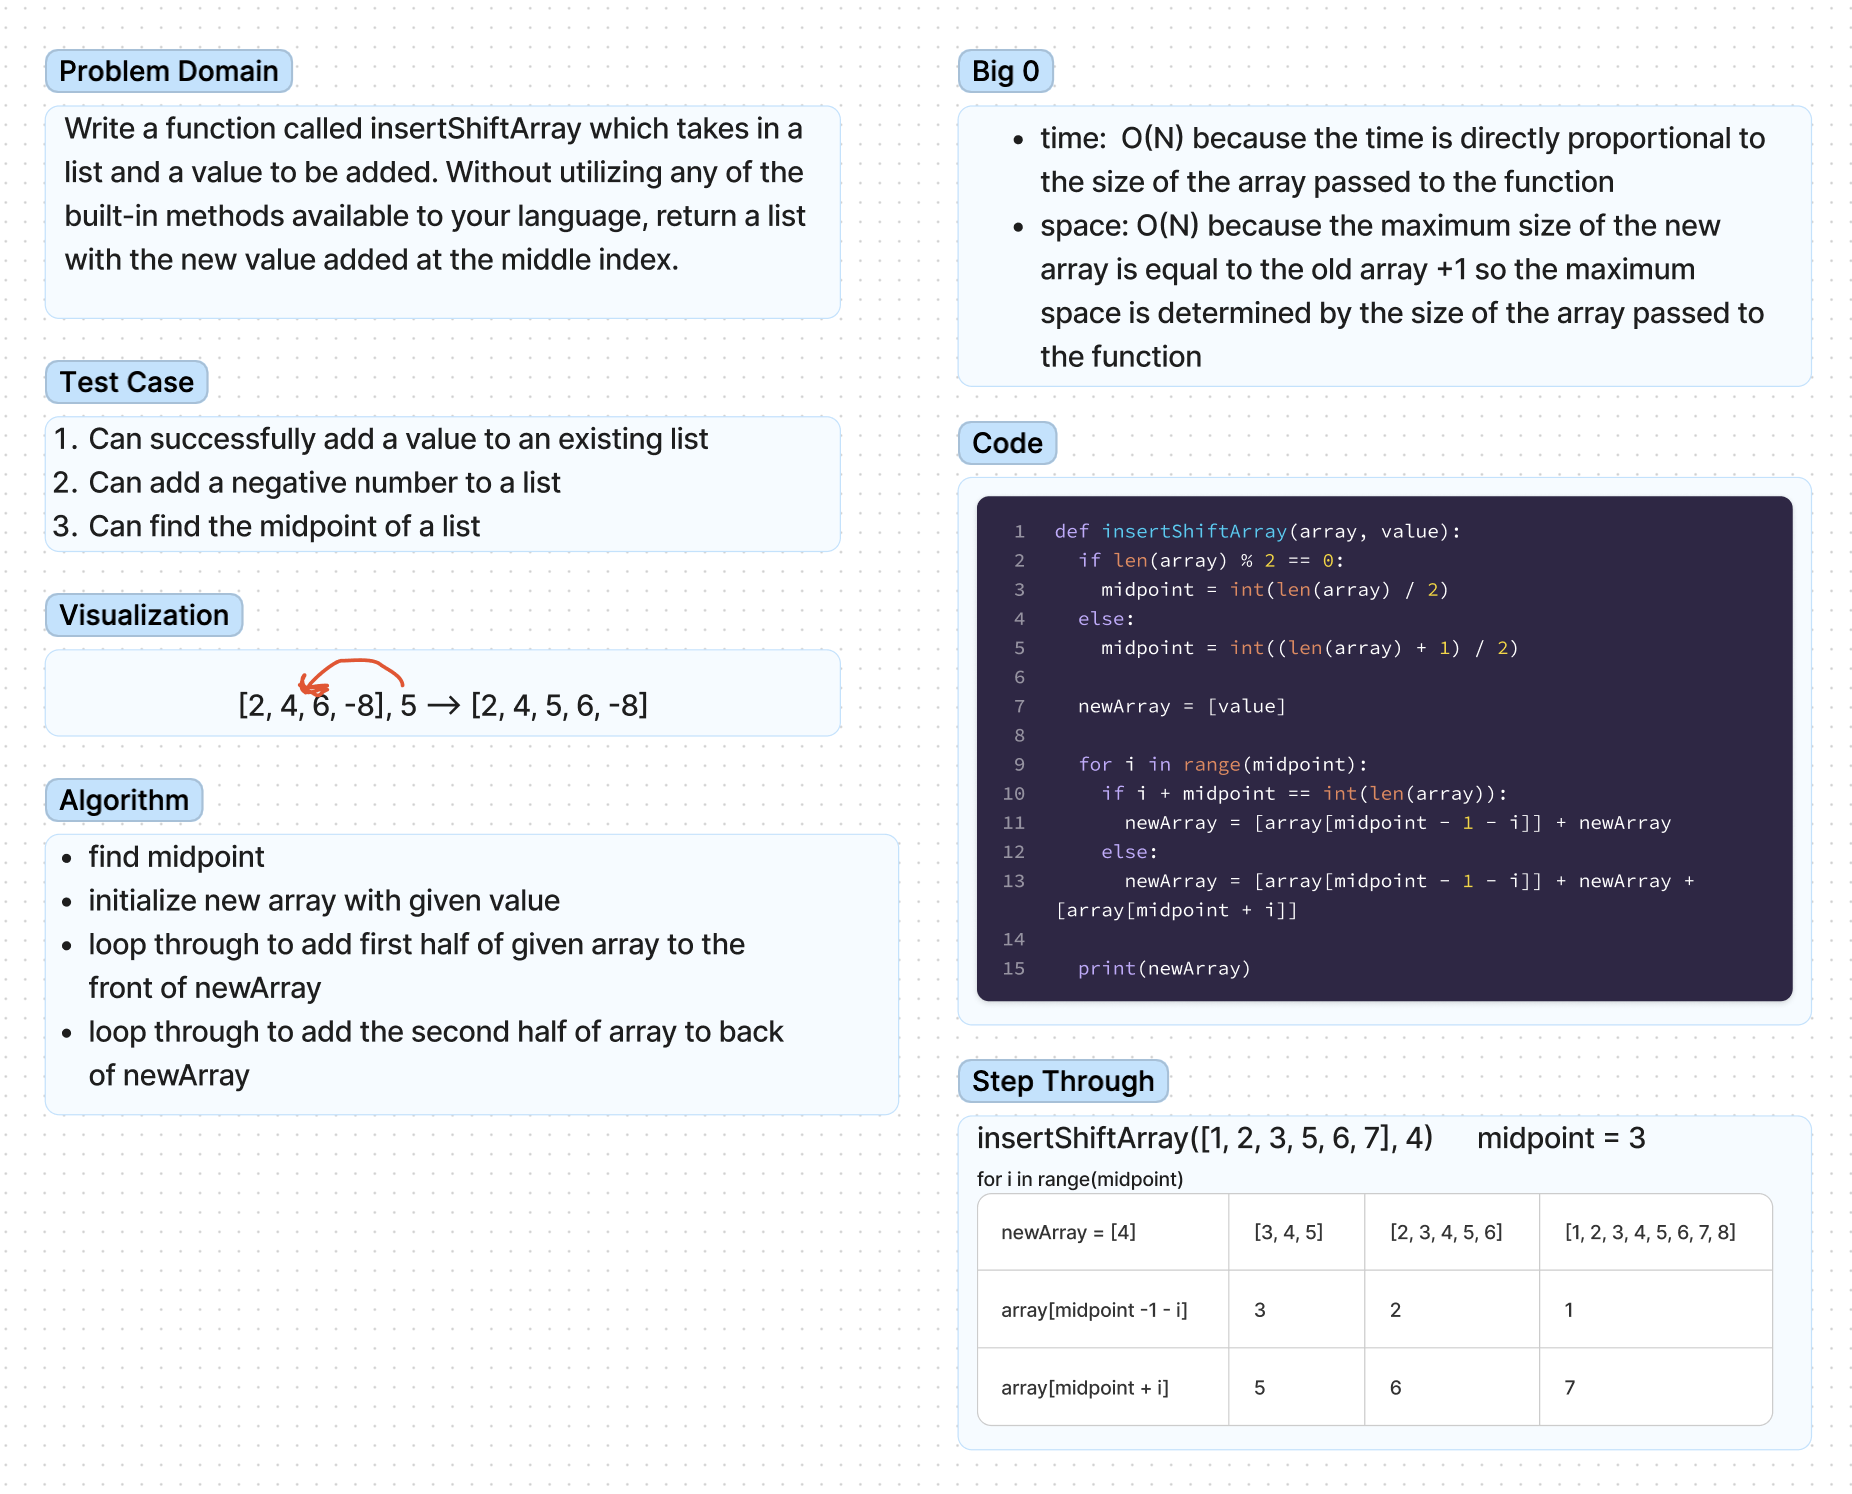 Problem Domain
Write a function called insertShiftArray which takes in a
list and a value to be added. Without utilizing any of the
built-in methods available to your language, return a list
with the new value added at the middle index.
Test Case
1. Can successfully add a value to an existing list
2. Can add a negative number to a list
3. Can find the midpoint of a list
Visualization
[2, 4, 6, -8], 5 → [2, 4, 5, 6, -8]
Algorithm
• find midpoint
• initialize new array with given value
• loop through to add first half of given array to the
front of newArray
• loop through to add the second half of array to back
of newArray
Big 0
• time:  O(N) because the time is directly proportional to
the size of the array passed to the function
• space: O(N) because the maximum size of the new
array is equal to the old array +1 so the maximum
space is determined by the size of the array passed to
the function
Code
1 def insertShiftArray(array, value):
2   if len(array) % 2 == 0:
3     midpoint = int(len(array) / 2)
4   else:
5     midpoint = int((len(array) + 1) / 2)
6
7   newArray = [value]
8
9   for i in range(midpoint):
10     if i + midpoint == int(len(array)):
11       newArray = [array[midpoint - 1 - i]] + newArray
12     else:
13       newArray = [array[midpoint - 1 - i]] + newArray +
[array[midpoint + i]]
14
15   print(newArray)
Step Through
insertShiftArray([1, 2, 3, 5, 6, 7], 4)   midpoint = 3
for i in range(midpoint)
newArray = [4] [3, 4, 5] [2, 3, 4, 5, 6] [1, 2, 3, 4, 5, 6, 7, 8]
array[midpoint -1 - i] 3 2 1
array[midpoint + i] 5 6 7